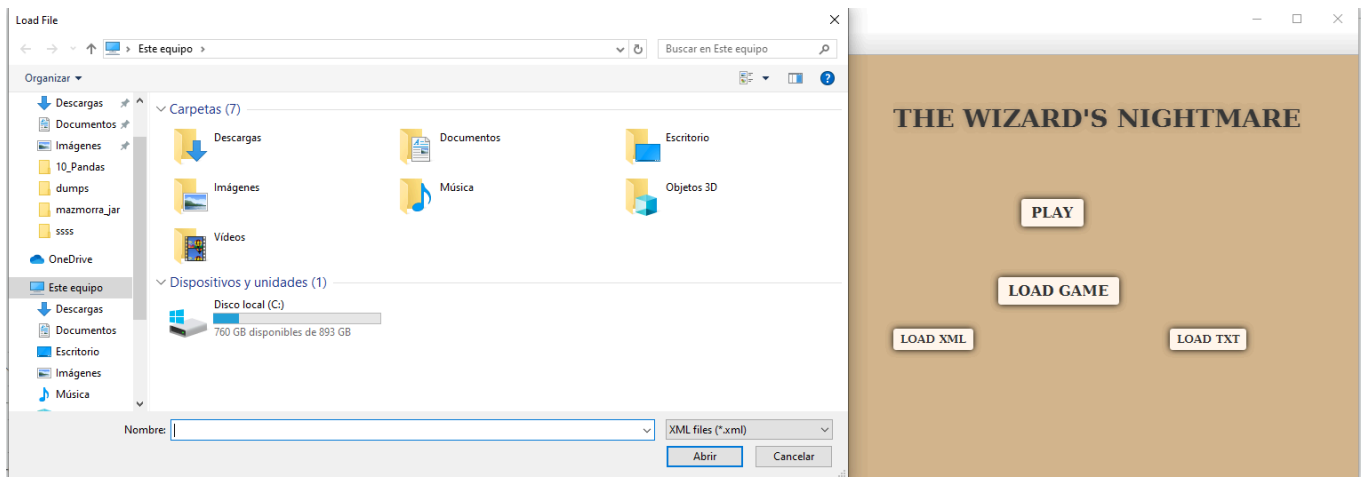 Load File
Este equipo
Buscar en Este equipo
Organizar
Descargas
Documentos
Imágenes
10_Pandas
dumps
mazmorra_jar
ssss
OneDrive
Este equipo
Descargas
Documentos
Escritorio
Imágenes
Música
Carpetas (7)
Descargas
Documentos
Escritorio
Imágenes
Música
Objetos 3D
Vídeos
Dispositivos y unidades (1)
Disco local (C:)
760 GB disponibles de 893 GB
Nombre:
XML files (*.xml)
Abrir
Cancelar
THE WIZARD'S NIGHTMARE
PLAY
LOAD GAME
LOAD XML
LOAD TXT